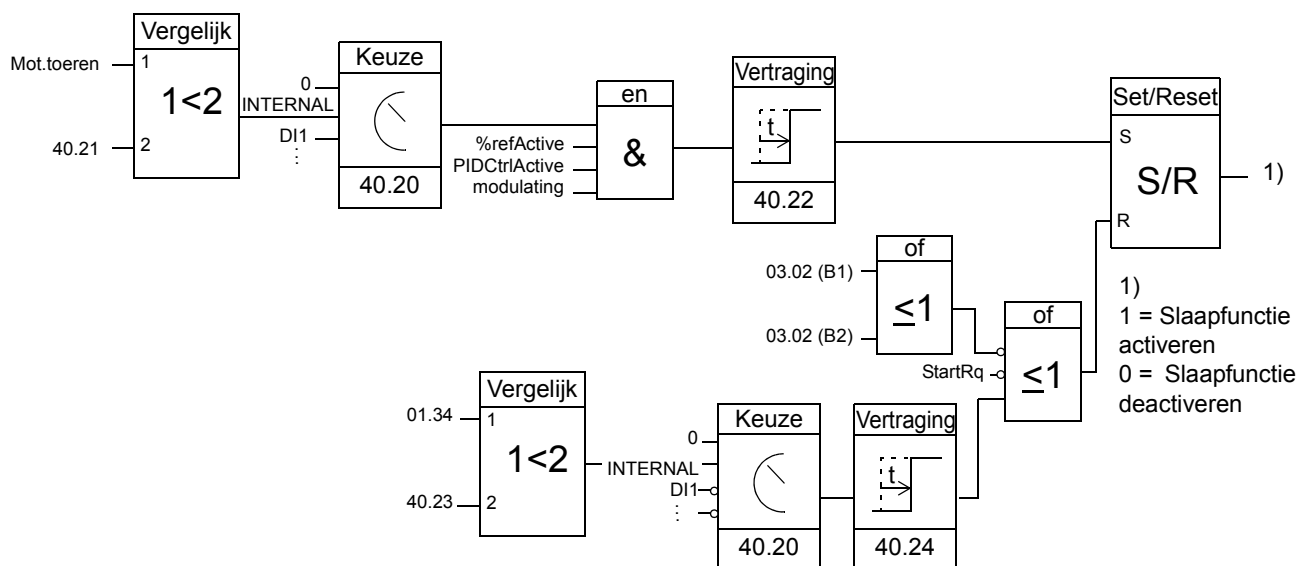 Vergelijk
Mot.toeren
1
1<2
40.21
2
Keuze
0
INTERNAL
DI1
⋮
40.20
en
%refActive
PIDCtrlActive
modulating
&
Vertraging
t
40.22
Set/Reset
S
S/R
R
1)
of
03.02 (B1)
≤1
03.02 (B2)
of
StartRq
≤1
1)
1 = Slaapfunctie
activeren
0 = Slaapfunctie
deactiveren
Vergelijk
01.34
1
1<2
40.23
2
Keuze
0
INTERNAL
DI1
⋮
40.20
Vertraging
t
40.24